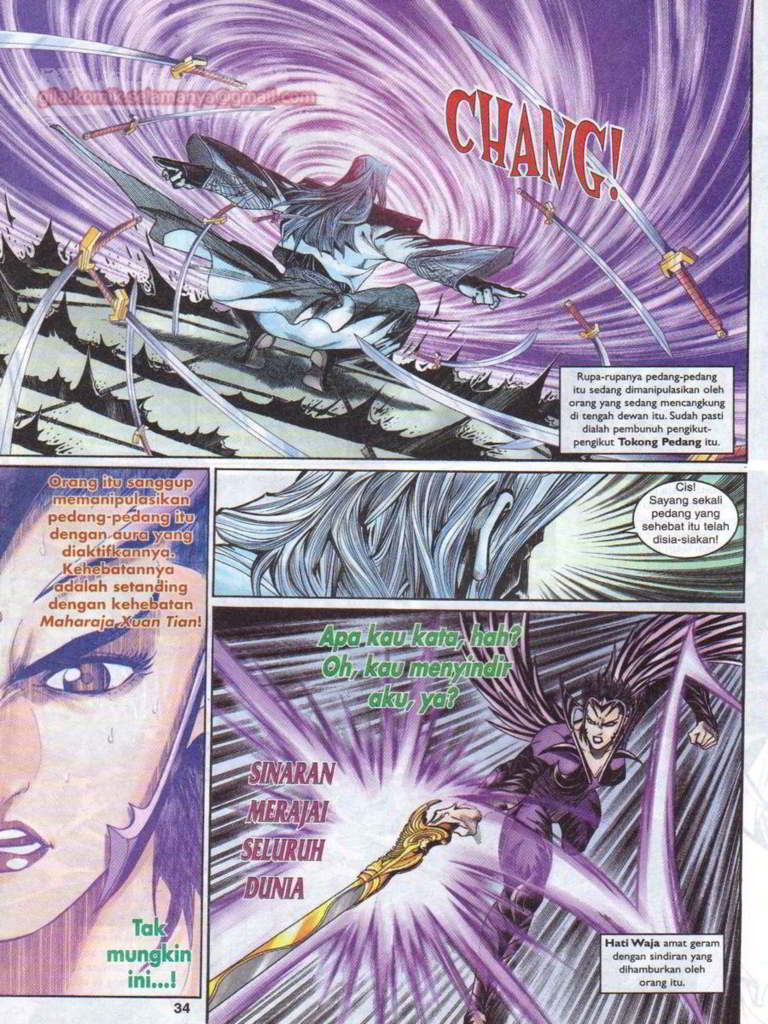 gila.komik.selamanya@gmail.com
CHANG!
Rupa-rupanya pedang-pedang
itu sedang dimanipulasikan oleh
orang yang sedang mencangkung
di tengah dewan itu. Sudah pasti
dialah pembunuh pengikut-
pengikut Tokong Pedang itu.
Orang itu sanggup
memanipulasikan
pedang-pedang itu
dengan aura yang
diaktifkannya.
Kehebatannya
adalah setanding
dengan kehebatan
Maharaja Xuan Tian!
Tak
mungkin
ini...!
Cis!
Sayang sekali
pedang yang
sehebat itu telah
disia-siakan!
Apa kau kata, hah?
Oh, kau menyindir
aku, ya?
SINARAN
MERAJAI
SELURUH
DUNIA
Hati Waja amat geram
dengan sindiran yang
dihamburkan oleh
orang itu.
34